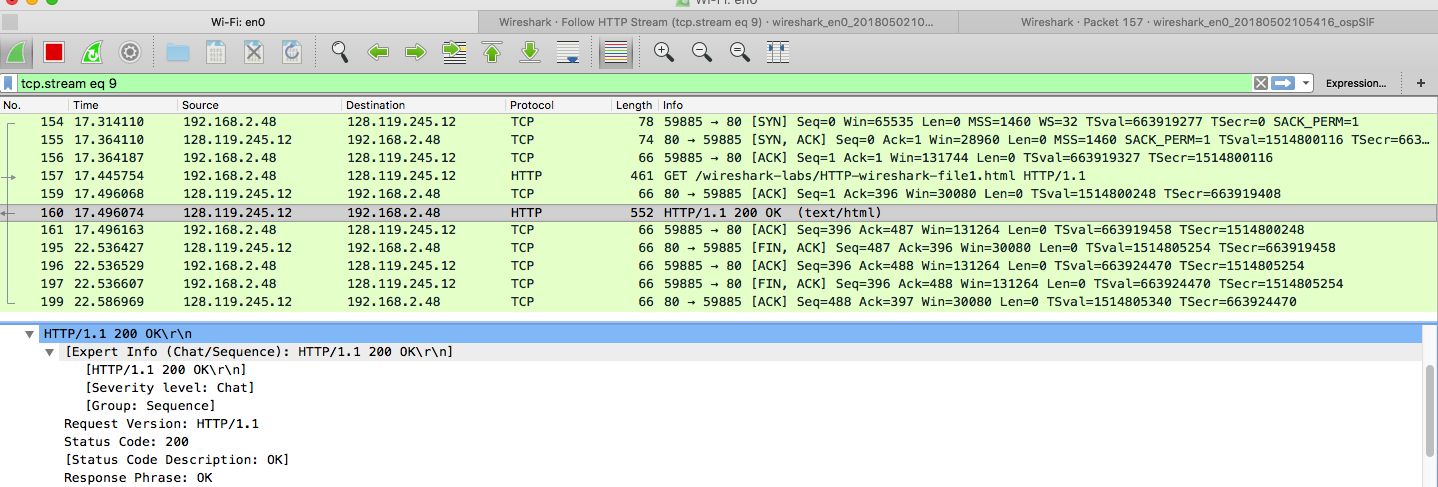 Wi-Fi: en0
Wi-Fi: en0 Wireshark · Follow HTTP Stream (tcp.stream eq 9) · wireshark_en0_2018050210... Wireshark · Packet 157 · wireshark_en0_20180502105416_ospSIF
tcp.stream eq 9 Expression... +
No. Time Source Destination Protocol Length Info
154 17.314110 192.168.2.48 128.119.245.12 TCP 78 59885 → 80 [SYN] Seq=0 Win=65535 Len=0 MSS=1460 WS=32 TSval=663919277 TSecr=0 SACK_PERM=1
155 17.364110 128.119.245.12 192.168.2.48 TCP 74 80 → 59885 [SYN, ACK] Seq=0 Ack=1 Win=28960 Len=0 MSS=1460 SACK_PERM=1 TSval=1514800116 TSecr=663...
156 17.364187 192.168.2.48 128.119.245.12 TCP 66 59885 → 80 [ACK] Seq=1 Ack=1 Win=131744 Len=0 TSval=663919327 TSecr=1514800116
157 17.445754 192.168.2.48 128.119.245.12 HTTP 461 GET /wireshark-labs/HTTP-wireshark-file1.html HTTP/1.1
159 17.496068 128.119.245.12 192.168.2.48 TCP 66 80 → 59885 [ACK] Seq=1 Ack=396 Win=30080 Len=0 TSval=1514800248 TSecr=663919408
160 17.496074 128.119.245.12 192.168.2.48 HTTP 552 HTTP/1.1 200 OK (text/html)
161 17.496163 192.168.2.48 128.119.245.12 TCP 66 59885 → 80 [ACK] Seq=396 Ack=487 Win=131264 Len=0 TSval=663919458 TSecr=1514800248
195 22.536427 128.119.245.12 192.168.2.48 TCP 66 80 → 59885 [FIN, ACK] Seq=487 Ack=396 Win=30080 Len=0 TSval=1514805254 TSecr=663919458
196 22.536529 192.168.2.48 128.119.245.12 TCP 66 59885 → 80 [ACK] Seq=396 Ack=488 Win=131264 Len=0 TSval=663924470 TSecr=1514805254
197 22.536607 192.168.2.48 128.119.245.12 TCP 66 59885 → 80 [FIN, ACK] Seq=396 Ack=488 Win=131264 Len=0 TSval=663924470 TSecr=1514805254
199 22.586969 128.119.245.12 192.168.2.48 TCP 66 80 → 59885 [ACK] Seq=488 Ack=397 Win=30080 Len=0 TSval=1514805340 TSecr=663924470
HTTP/1.1 200 OK\r\n
[Expert Info (Chat/Sequence): HTTP/1.1 200 OK\r\n]
[HTTP/1.1 200 OK\r\n]
[Severity level: Chat]
[Group: Sequence]
Request Version: HTTP/1.1
Status Code: 200
[Status Code Description: OK]
Response Phrase: OK